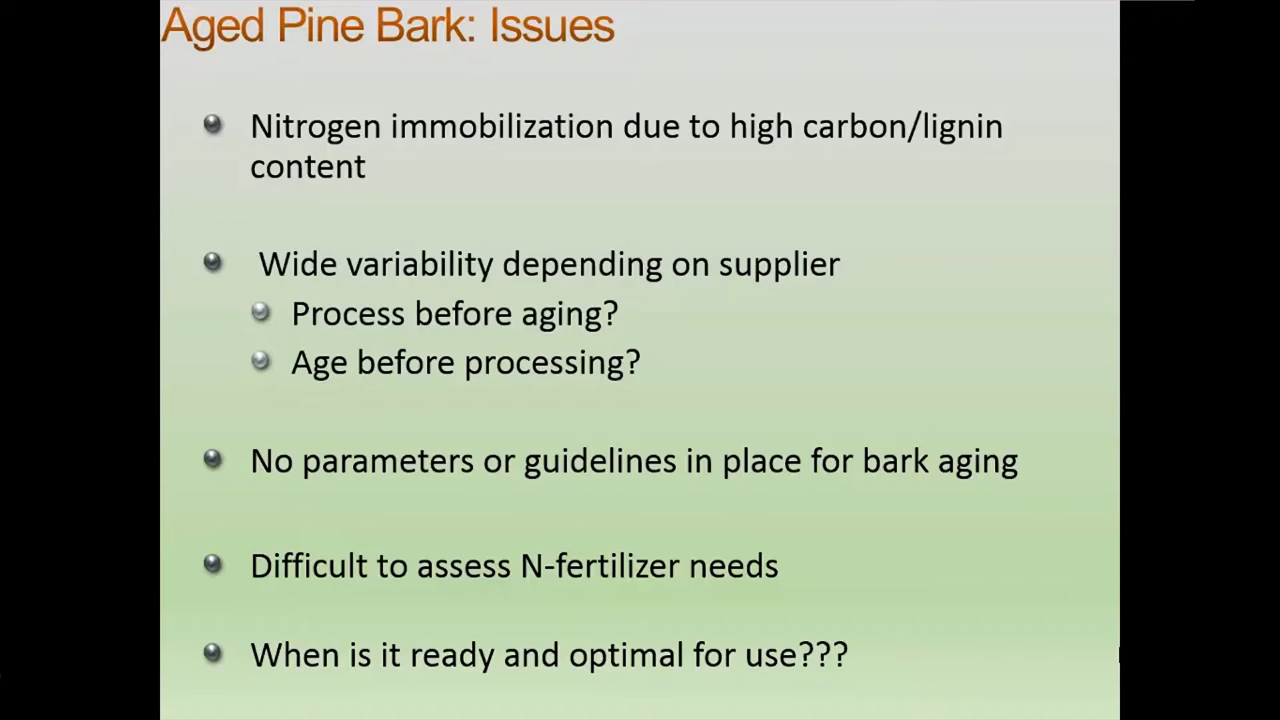 Aged Pine Bark: Issues
Nitrogen immobilization due to high carbon/lignin
content
Wide variability depending on supplier
Process before aging?
Age before processing?
No parameters or guidelines in place for bark aging
Difficult to assess N-fertilizer needs
When is it ready and optimal for use???